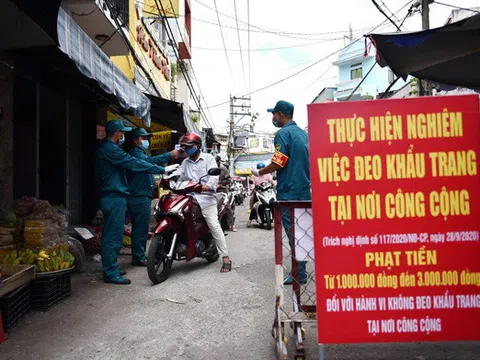 THỰC HIỆN NGHIÊM
VIỆC ĐEO KHẨU TRANG
TẠI NƠI CÔNG CỘNG
(Trích nghị định số 117/2020/NĐ-CP, ngày 28/9/2020)
PHẠT TIỀN
Từ 1.000.000 đến 3.000.000 đồng
ĐỐI VỚI HÀNH VI KHÔNG ĐEO KHẨU TRANG
TẠI NƠI CÔNG CỘNG